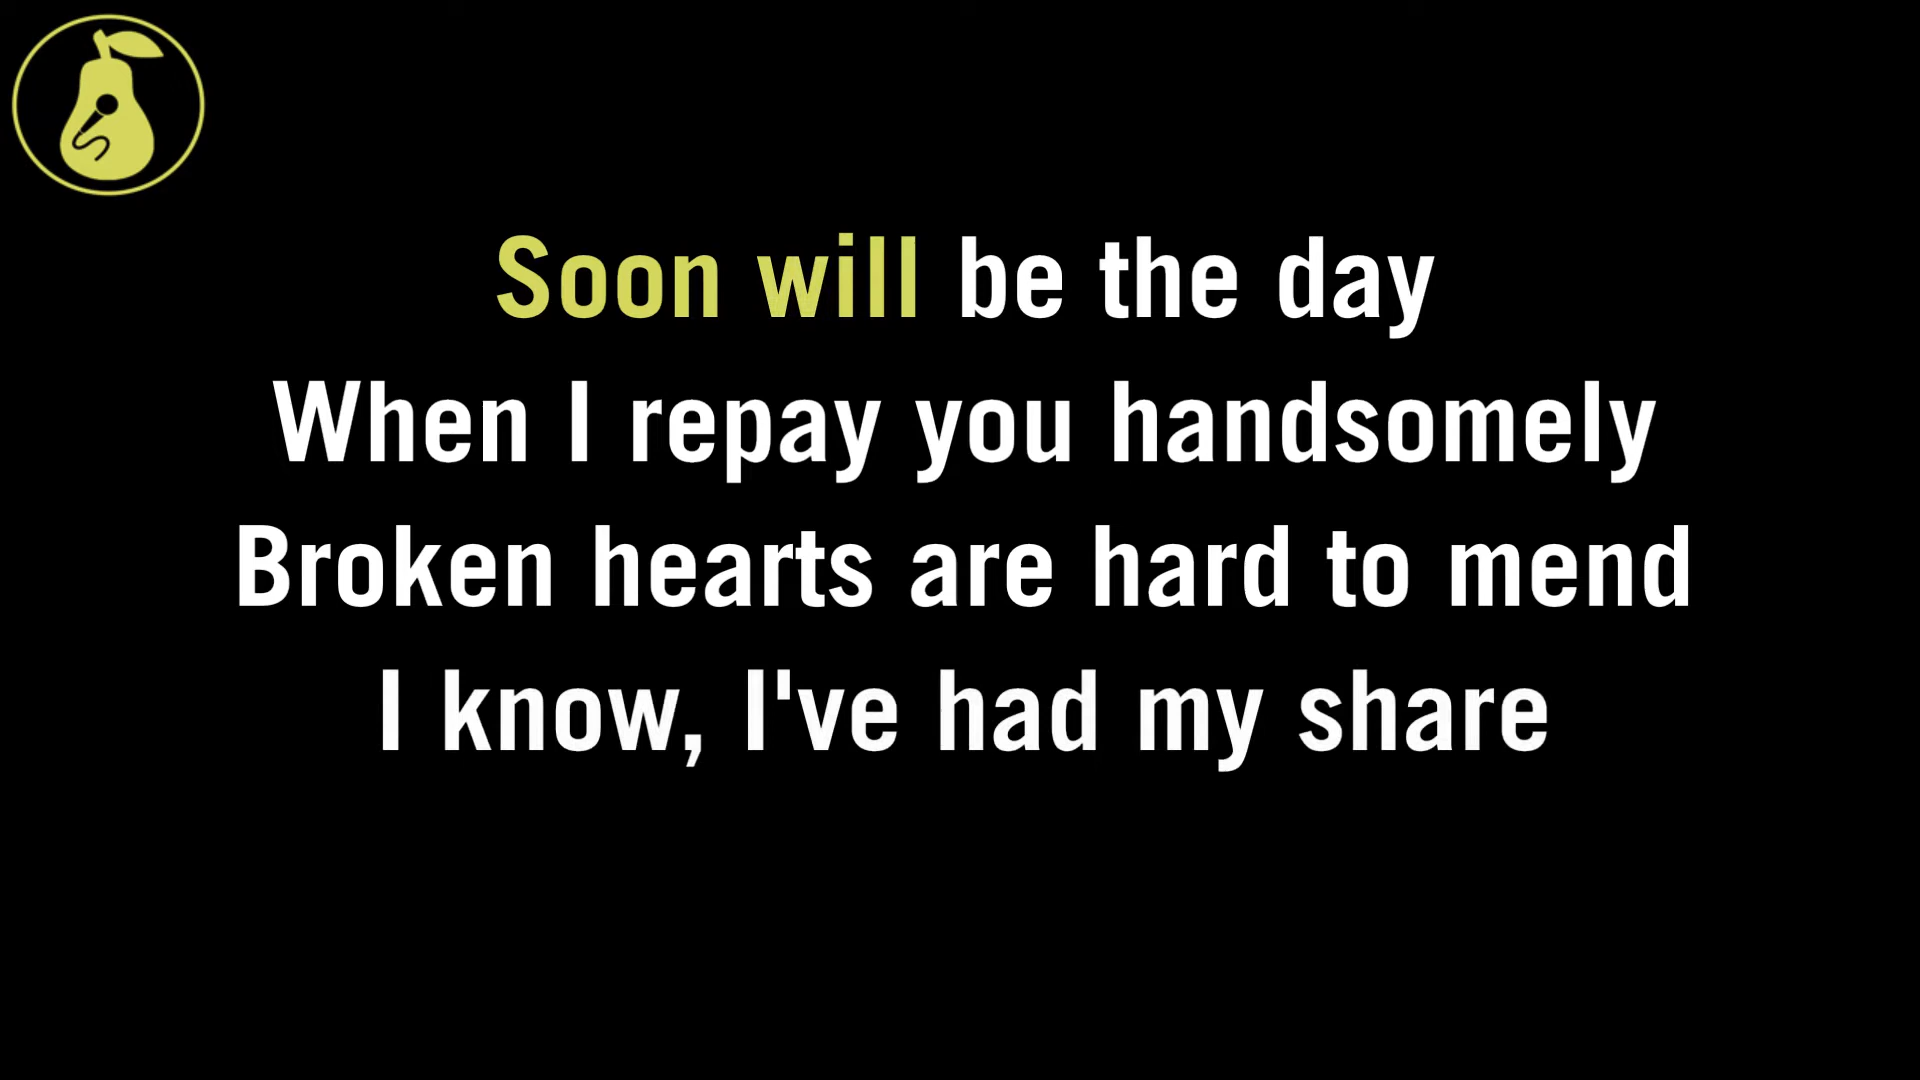 Soon will be the day
When I repay you handsomely
Broken hearts are hard to mend
I know, I've had my share